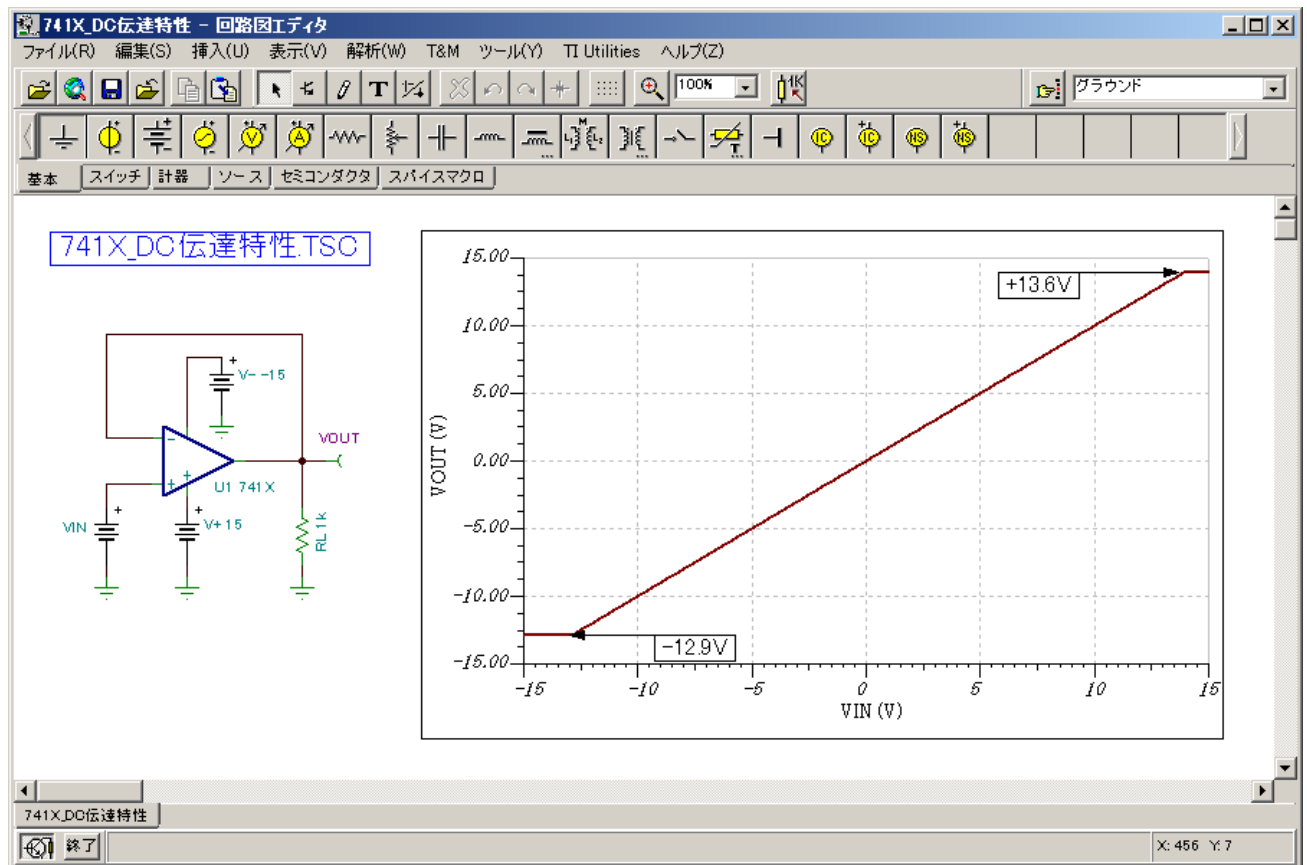 741X_DC伝達特性 - 回路図エディタ
ファイル(R) 編集(S) 挿入(U) 表示(V) 解析(W) T&M ツール(Y) TI Utilities ヘルプ(Z)
100%
1K
グラウンド
基本 スイッチ 計器 ソース セミコンダクタ スパイスマクロ
741X_DC伝達特性.TSC
V- -15
VOUT
U1 741X
VIN
V+ 15
RL 1k
15.00
10.00
5.00
0.00
-5.00
-10.00
-15.00
VOUT (V)
+13.6V
-12.9V
-15 -10 -5 0 5 10 15
VIN (V)
741X_DC伝達特性
終了
X: 456 Y: 7